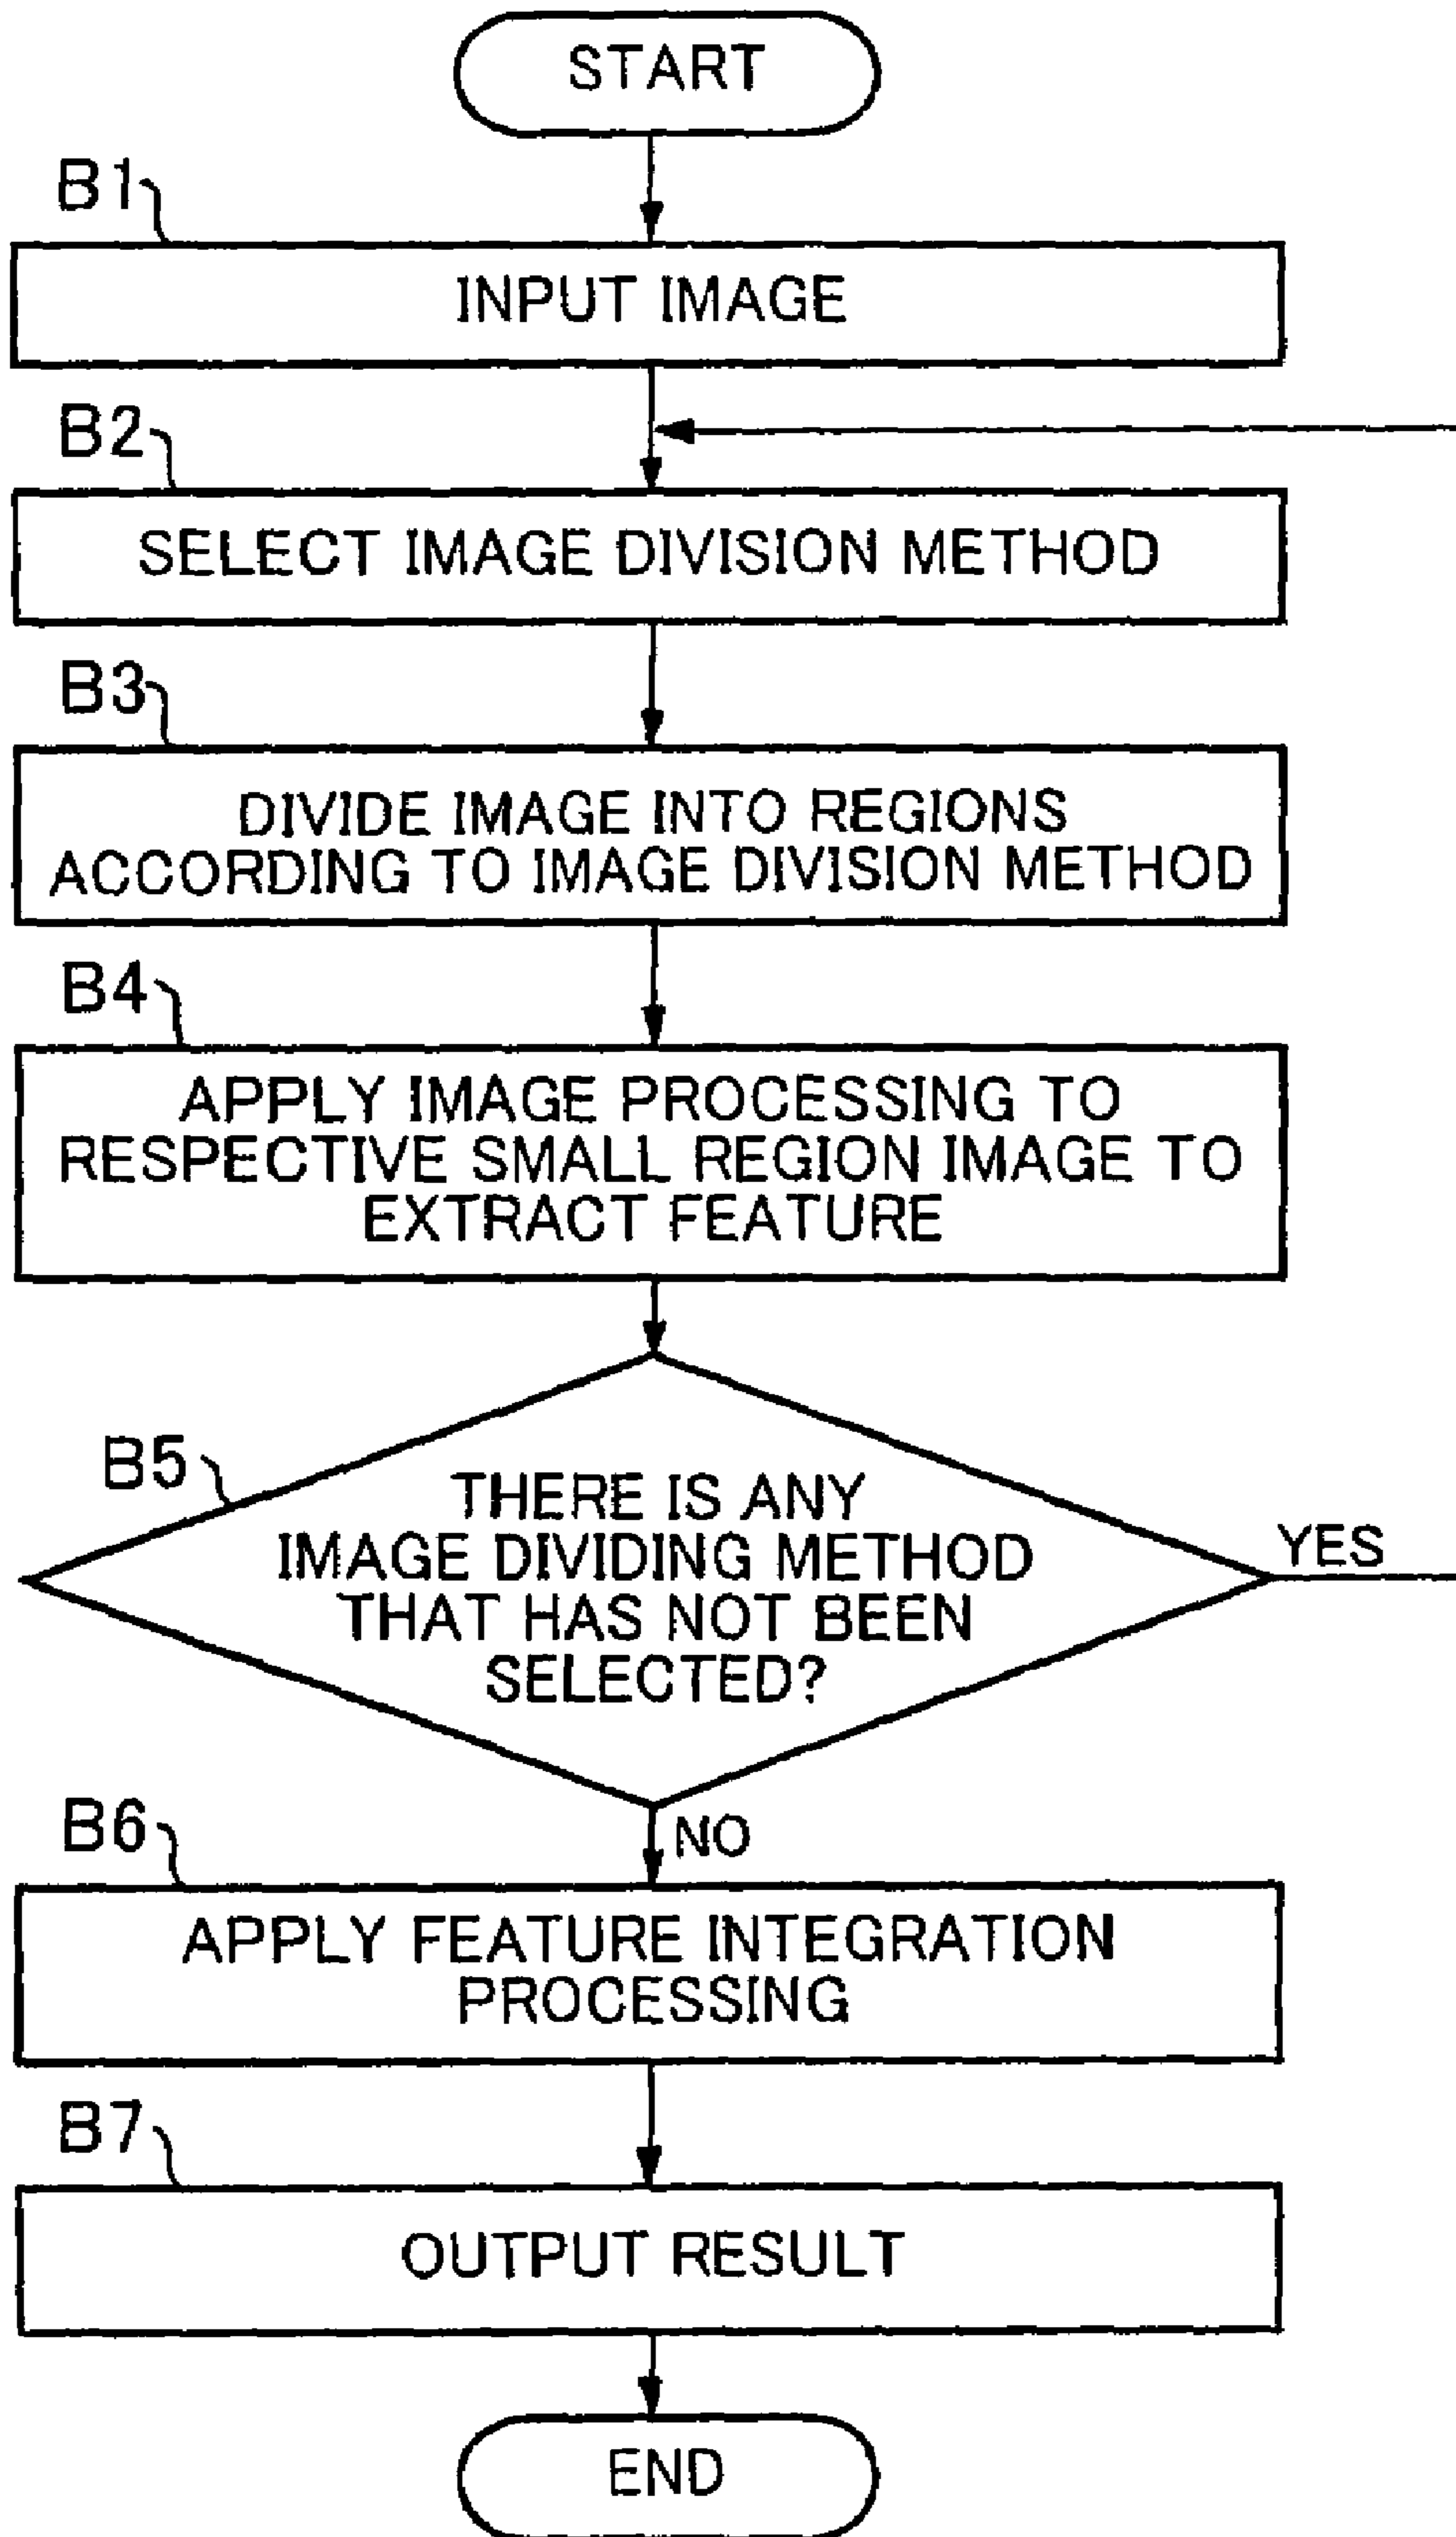 START
B1
INPUT IMAGE
B2
SELECT IMAGE DIVISION METHOD
B3
DIVIDE IMAGE INTO REGIONS
ACCORDING TO IMAGE DIVISION METHOD
B4
APPLY IMAGE PROCESSING TO
RESPECTIVE SMALL REGION IMAGE TO
EXTRACT FEATURE
B5
THERE IS ANY
IMAGE DIVIDING METHOD
THAT HAS NOT BEEN
SELECTED?
YES
NO
B6
APPLY FEATURE INTEGRATION
PROCESSING
B7
OUTPUT RESULT
END